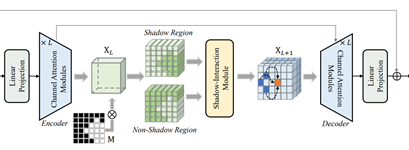 Linear
Projection
× L
Channel Attention
Modules
Encoder
X_L
M
Shadow Region
Non-Shadow Region
Shadow-Interaction
Module
X_{L+1}
× L
Channel Attention
Modules
Decoder
Linear
Projection